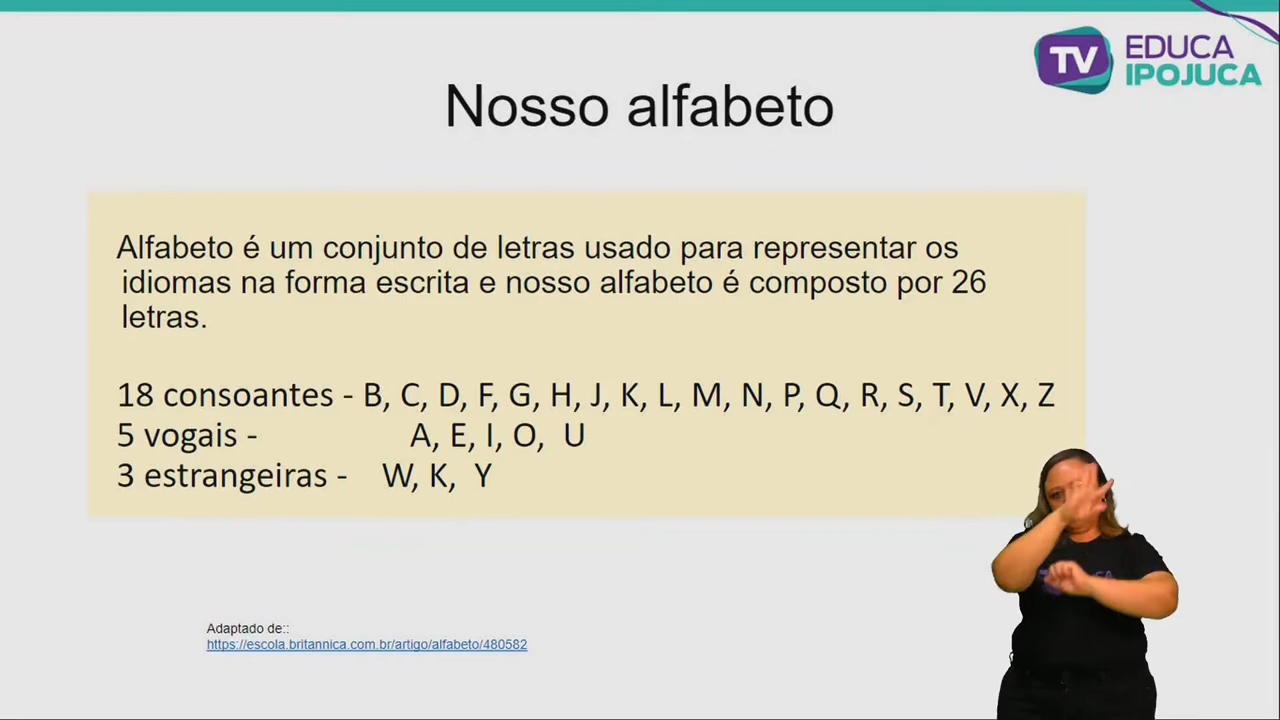 TV EDUCA
IPOJUCA
Nosso alfabeto
Alfabeto é um conjunto de letras usado para representar os
idiomas na forma escrita e nosso alfabeto é composto por 26
letras.
18 consoantes - B, C, D, F, G, H, J, K, L, M, N, P, Q, R, S, T, V, X, Z
5 vogais - A, E, I, O, U
3 estrangeiras - W, K, Y
Adaptado de::
https://escola.britannica.com.br/artigo/alfabeto/480582